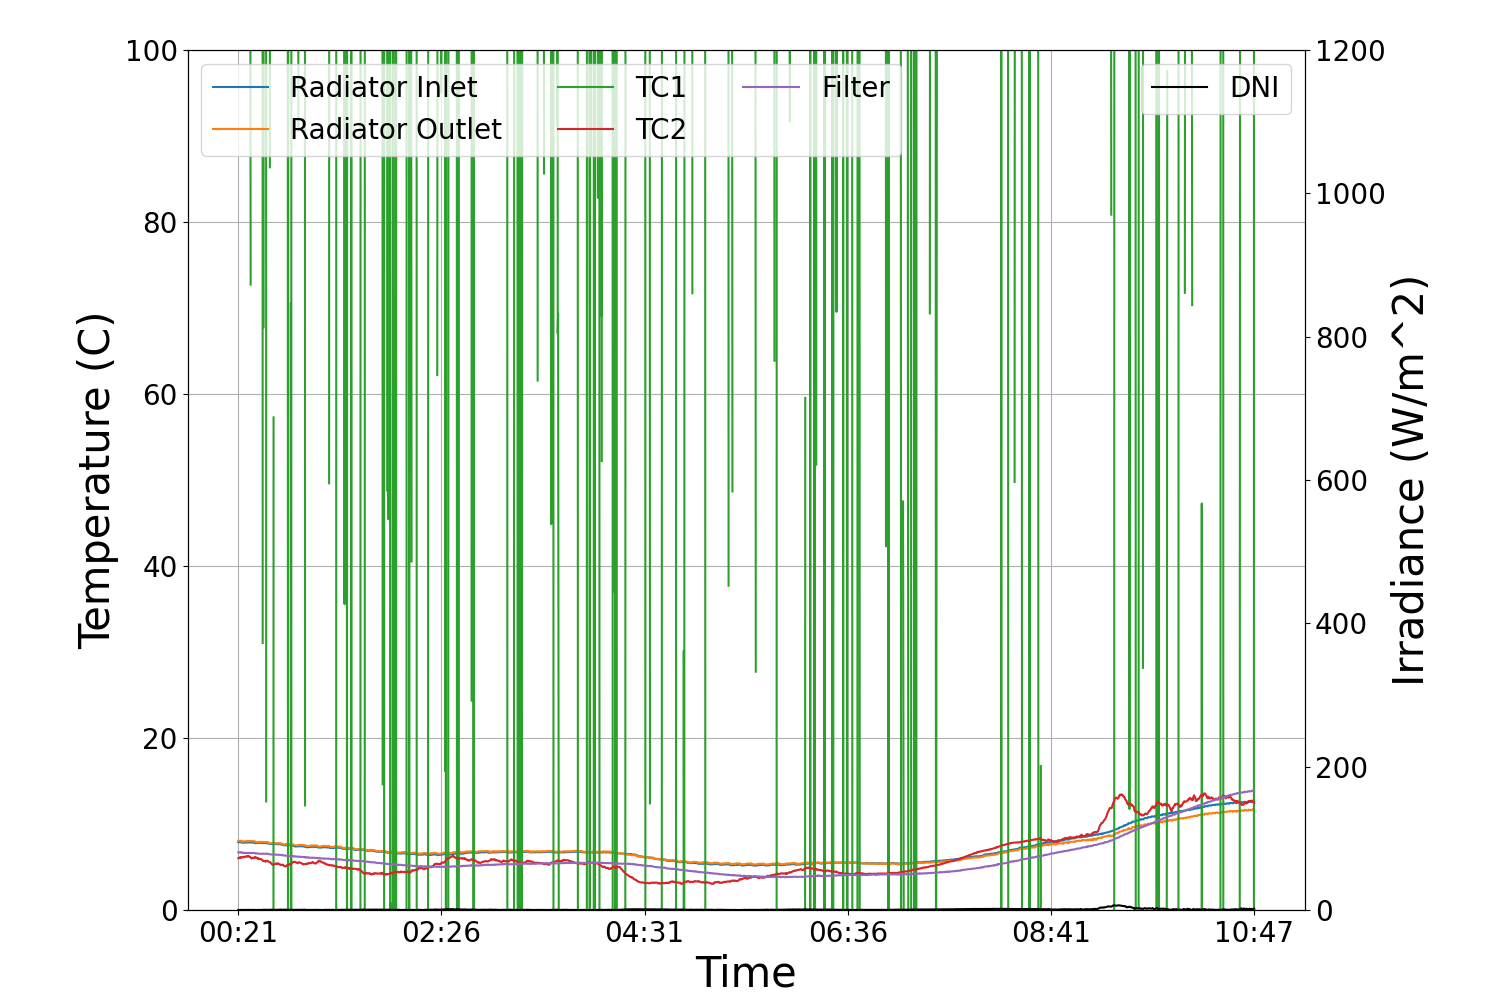 Radiator Inlet
Radiator Outlet
TC1
TC2
Filter
DNI
Temperature (C)
100
80
60
40
20
0
1200
1000
800
600
400
200
0
Irradiance (W/m^2)
00:21 02:26 04:31 06:36 08:41 10:47
Time